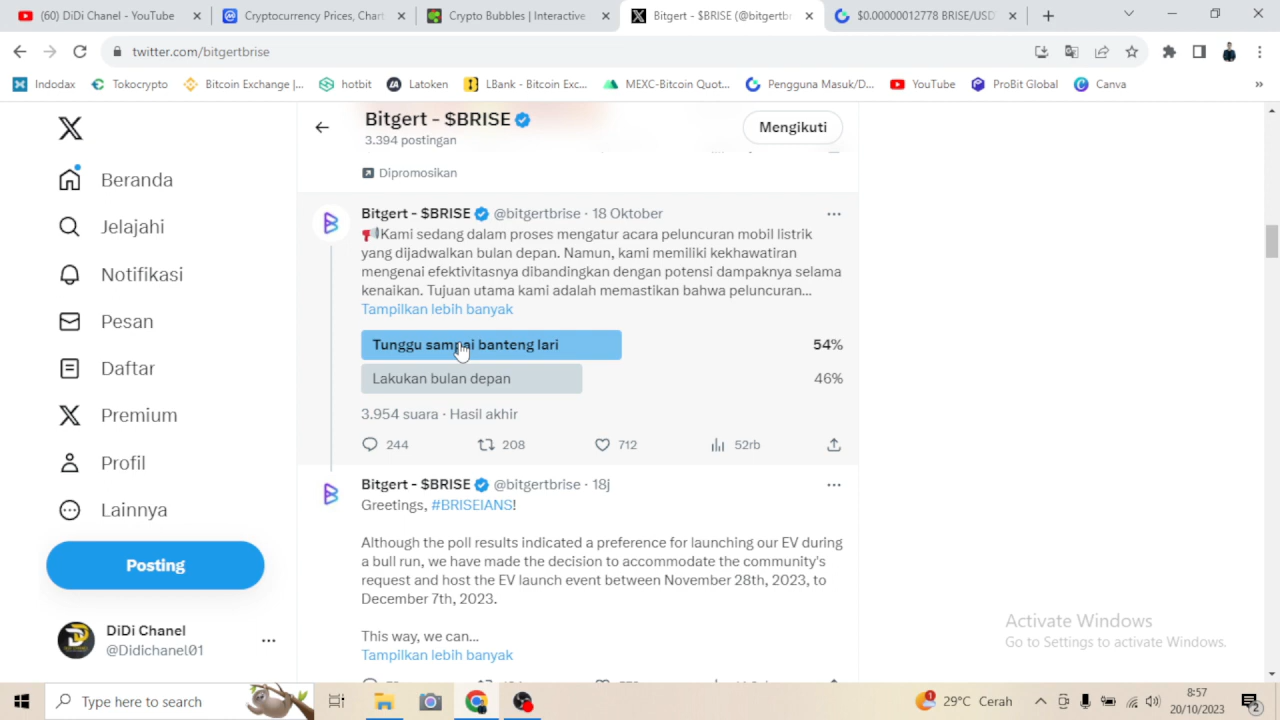 (60) DiDi Chanel - YouTube
Cryptocurrency Prices, Chart
Crypto Bubbles | Interactive
Bitgert - $BRISE (@bitgertbr
$0.00000012778 BRISE/USD
twitter.com/bitgertbrise
Indodax
Tokocrypto
Bitcoin Exchange |...
hotbit
Latoken
LBank - Bitcoin Exc...
MEXC-Bitcoin Quot...
Pengguna Masuk/D...
YouTube
ProBit Global
Canva
»
Bitgert - $BRISE
3.394 postingan
Mengikuti
Beranda
Jelajahi
Notifikasi
Pesan
Daftar
Premium
Profil
Lainnya
Posting
DiDi Chanel
@Didichanel01
Dipromosikan
Bitgert - $BRISE @bitgertbrise · 18 Oktober
📢Kami sedang dalam proses mengatur acara peluncuran mobil listrik
yang dijadwalkan bulan depan. Namun, kami memiliki kekhawatiran
mengenai efektivitasnya dibandingkan dengan potensi dampaknya selama
kenaikan. Tujuan utama kami adalah memastikan bahwa peluncuran...
Tampilkan lebih banyak
Tunggu sampai banteng lari 54%
Lakukan bulan depan 46%
3.954 suara · Hasil akhir
244 208 712 52rb
Bitgert - $BRISE @bitgertbrise · 18j
Greetings, #BRISEIANS!
Although the poll results indicated a preference for launching our EV during
a bull run, we have made the decision to accommodate the community's
request and host the EV launch event between November 28th, 2023, to
December 7th, 2023.
This way, we can...
Tampilkan lebih banyak
Activate Windows
Go to Settings to activate Windows.
Type here to search
1
29°C Cerah
8:57
20/10/2023
2